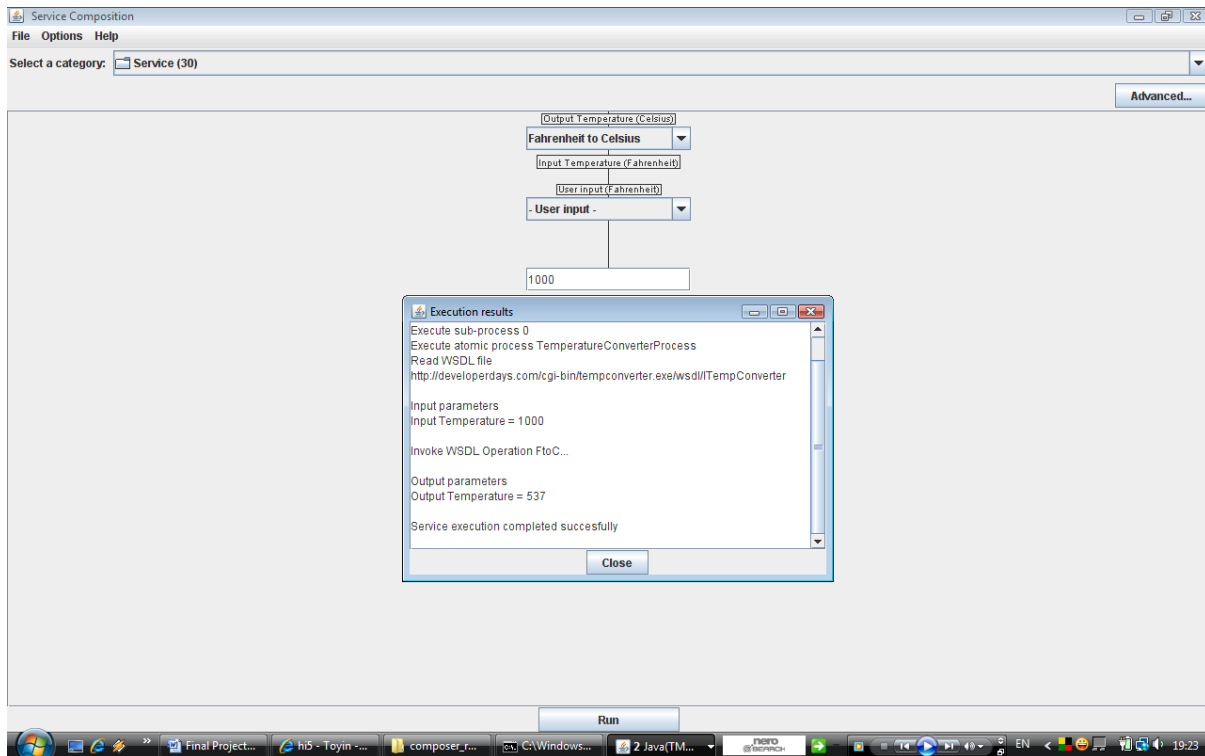 Service Composition
File Options Help
Select a category: Service (30)
Advanced...
Output Temperature (Celsius)
Fahrenheit to Celsius
Input Temperature (Fahrenheit)
User input (Fahrenheit)
- User input -
1000
Execution results
Execute sub-process 0
Execute atomic process TemperatureConverterProcess
Read WSDL file
http://developerdays.com/cgi-bin/tempconverter.exe/wsdl/ITempConverter
Input parameters
Input Temperature = 1000
Invoke WSDL Operation FtoC...
Output parameters
Output Temperature = 537
Service execution completed succesfully
Close
Run
Final Project... hi5 - Toyin -... composer_r... C:\Windows... 2 Java(TM... nero SEARCH EN 19:23